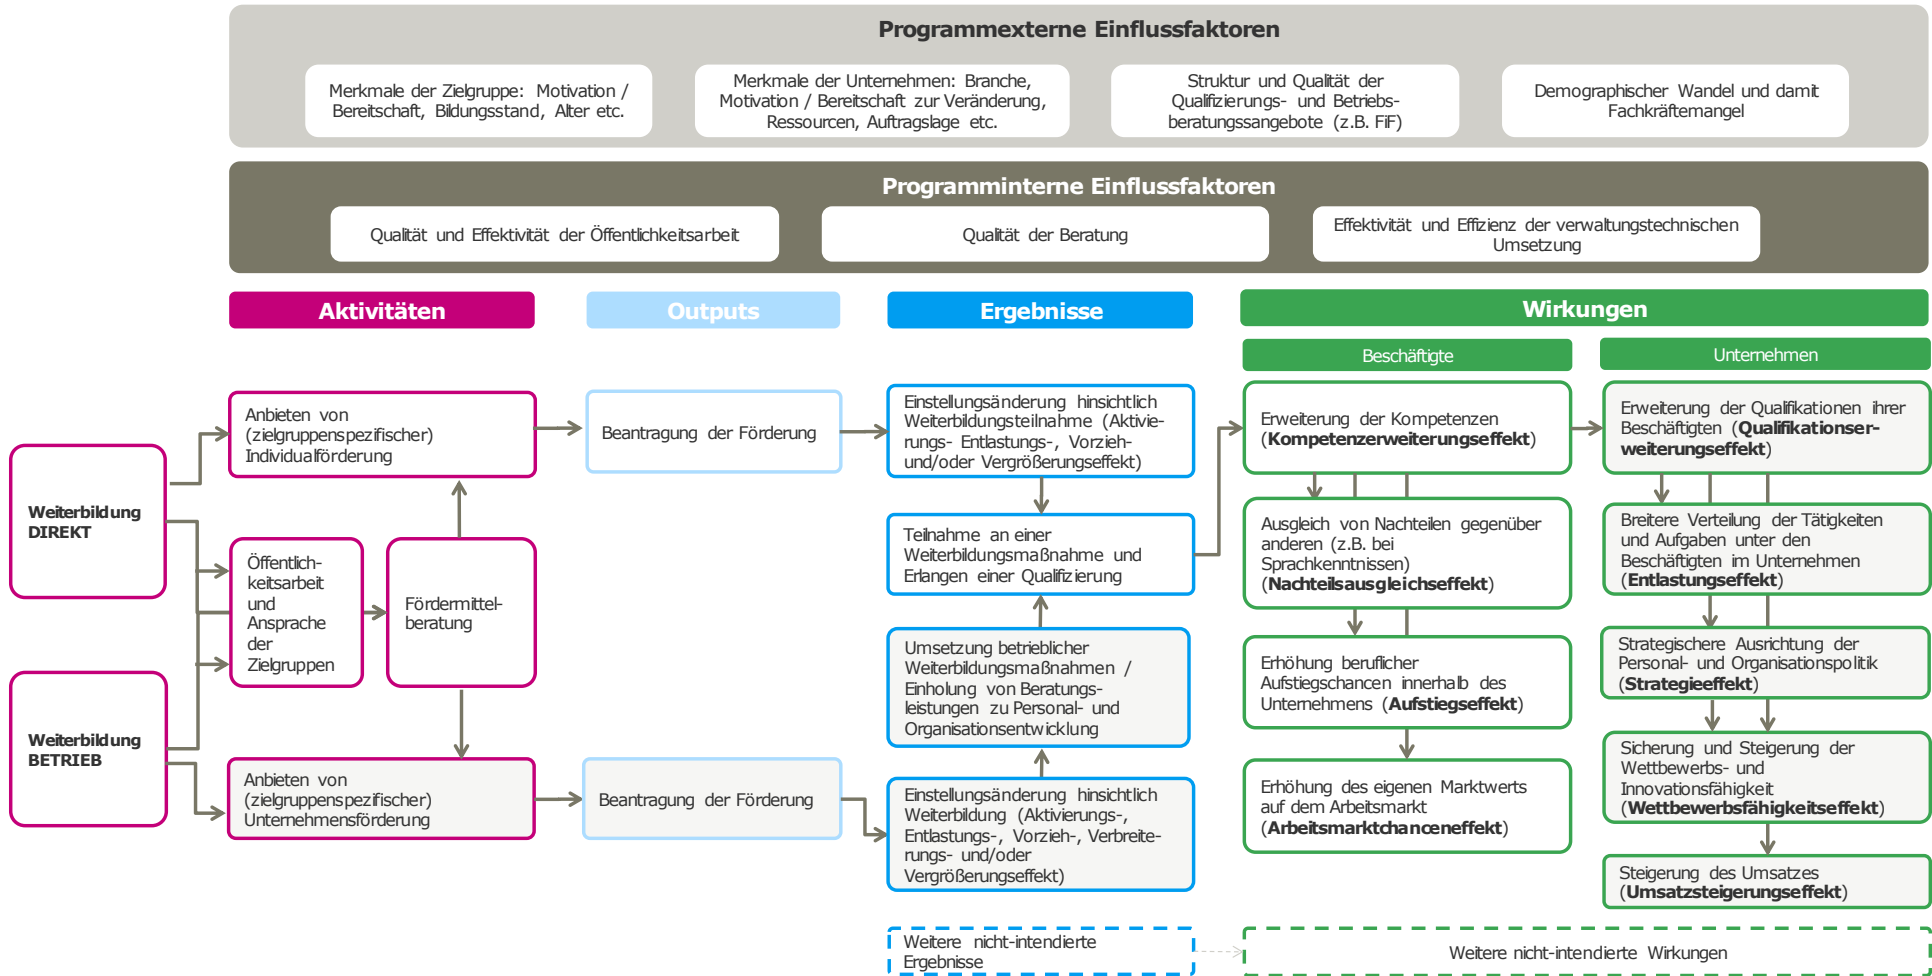 Programmexterne Einflussfaktoren
Merkmale der Zielgruppe: Motivation /
Bereitschaft, Bildungsstand, Alter etc.
Merkmale der Unternehmen: Branche,
Motivation / Bereitschaft zur Veränderung,
Ressourcen, Auftragslage etc.
Struktur und Qualität der
Qualifizierungs- und Betriebs-
beratungssangebote (z.B. FiF)
Demographischer Wandel und damit
Fachkräftemangel
Programminterne Einflussfaktoren
Qualität und Effektivität der Öffentlichkeitsarbeit
Qualität der Beratung
Effektivität und Effizienz der verwaltungstechnischen
Umsetzung
Aktivitäten
Outputs
Ergebnisse
Wirkungen
Beschäftigte
Unternehmen
Weiterbildung
DIREKT
Weiterbildung
BETRIEB
Anbieten von
(zielgruppenspezifischer)
Individualförderung
Öffentlich-
keitsarbeit
und
Ansprache
der
Zielgruppen
Fördermittel-
beratung
Anbieten von
(zielgruppenspezifischer)
Unternehmensförderung
Beantragung der Förderung
Beantragung der Förderung
Einstellungsänderung hinsichtlich
Weiterbildungsteilnahme (Aktivie-
rungs- Entlastungs-, Vorzieh-
und/oder Vergrößerungseffekt)
Teilnahme an einer
Weiterbildungsmaßnahme und
Erlangen einer Qualifizierung
Umsetzung betrieblicher
Weiterbildungsmaßnahmen /
Einholung von Beratungs-
leistungen zu Personal- und
Organisationsentwicklung
Einstellungsänderung hinsichtlich
Weiterbildung (Aktivierungs-,
Entlastungs-, Vorzieh-, Verbreite-
rungs- und/oder
Vergrößerungseffekt)
Weitere nicht-intendierte
Ergebnisse
Erweiterung der Kompetenzen
(Kompetenzerweiterungseffekt)
Ausgleich von Nachteilen gegenüber
anderen (z.B. bei
Sprachkenntnissen)
(Nachteilsausgleichseffekt)
Erhöhung beruflicher
Aufstiegschancen innerhalb des
Unternehmens (Aufstiegseffekt)
Erhöhung des eigenen Marktwerts
auf dem Arbeitsmarkt
(Arbeitsmarktchanceneffekt)
Erweiterung der Qualifikationen ihrer
Beschäftigten (Qualifikationser-
weiterungseffekt)
Breitere Verteilung der Tätigkeiten
und Aufgaben unter den
Beschäftigten im Unternehmen
(Entlastungseffekt)
Strategischere Ausrichtung der
Personal- und Organisationspolitik
(Strategieeffekt)
Sicherung und Steigerung der
Wettbewerbs- und
Innovationsfähigkeit
(Wettbewerbsfähigkeitseffekt)
Steigerung des Umsatzes
(Umsatzsteigerungseffekt)
Weitere nicht-intendierte Wirkungen